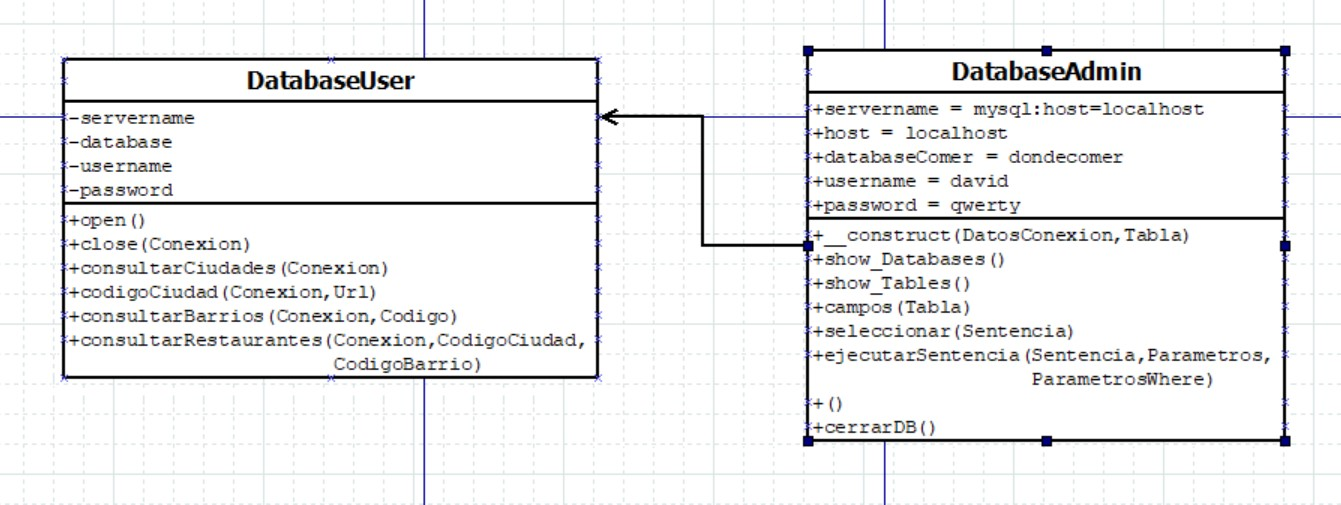 DatabaseUser
-servername
-database
-username
-password
+open()
+close(Conexion)
+consultarCiudades(Conexion)
+codigoCiudad(Conexion,Url)
+consultarBarrios(Conexion,Codigo)
+consultarRestaurantes(Conexion,CodigoCiudad,
CodigoBarrio)
DatabaseAdmin
+servername = mysql:host=localhost
+host = localhost
+databaseComer = dondecomer
+username = david
+password = qwerty
+__construct(DatosConexion,Tabla)
+show_Databases()
+show_Tables()
+campos(Tabla)
+seleccionar(Sentencia)
+ejecutarSentencia(Sentencia,Parametros,
ParametrosWhere)
+()
+cerrarDB()